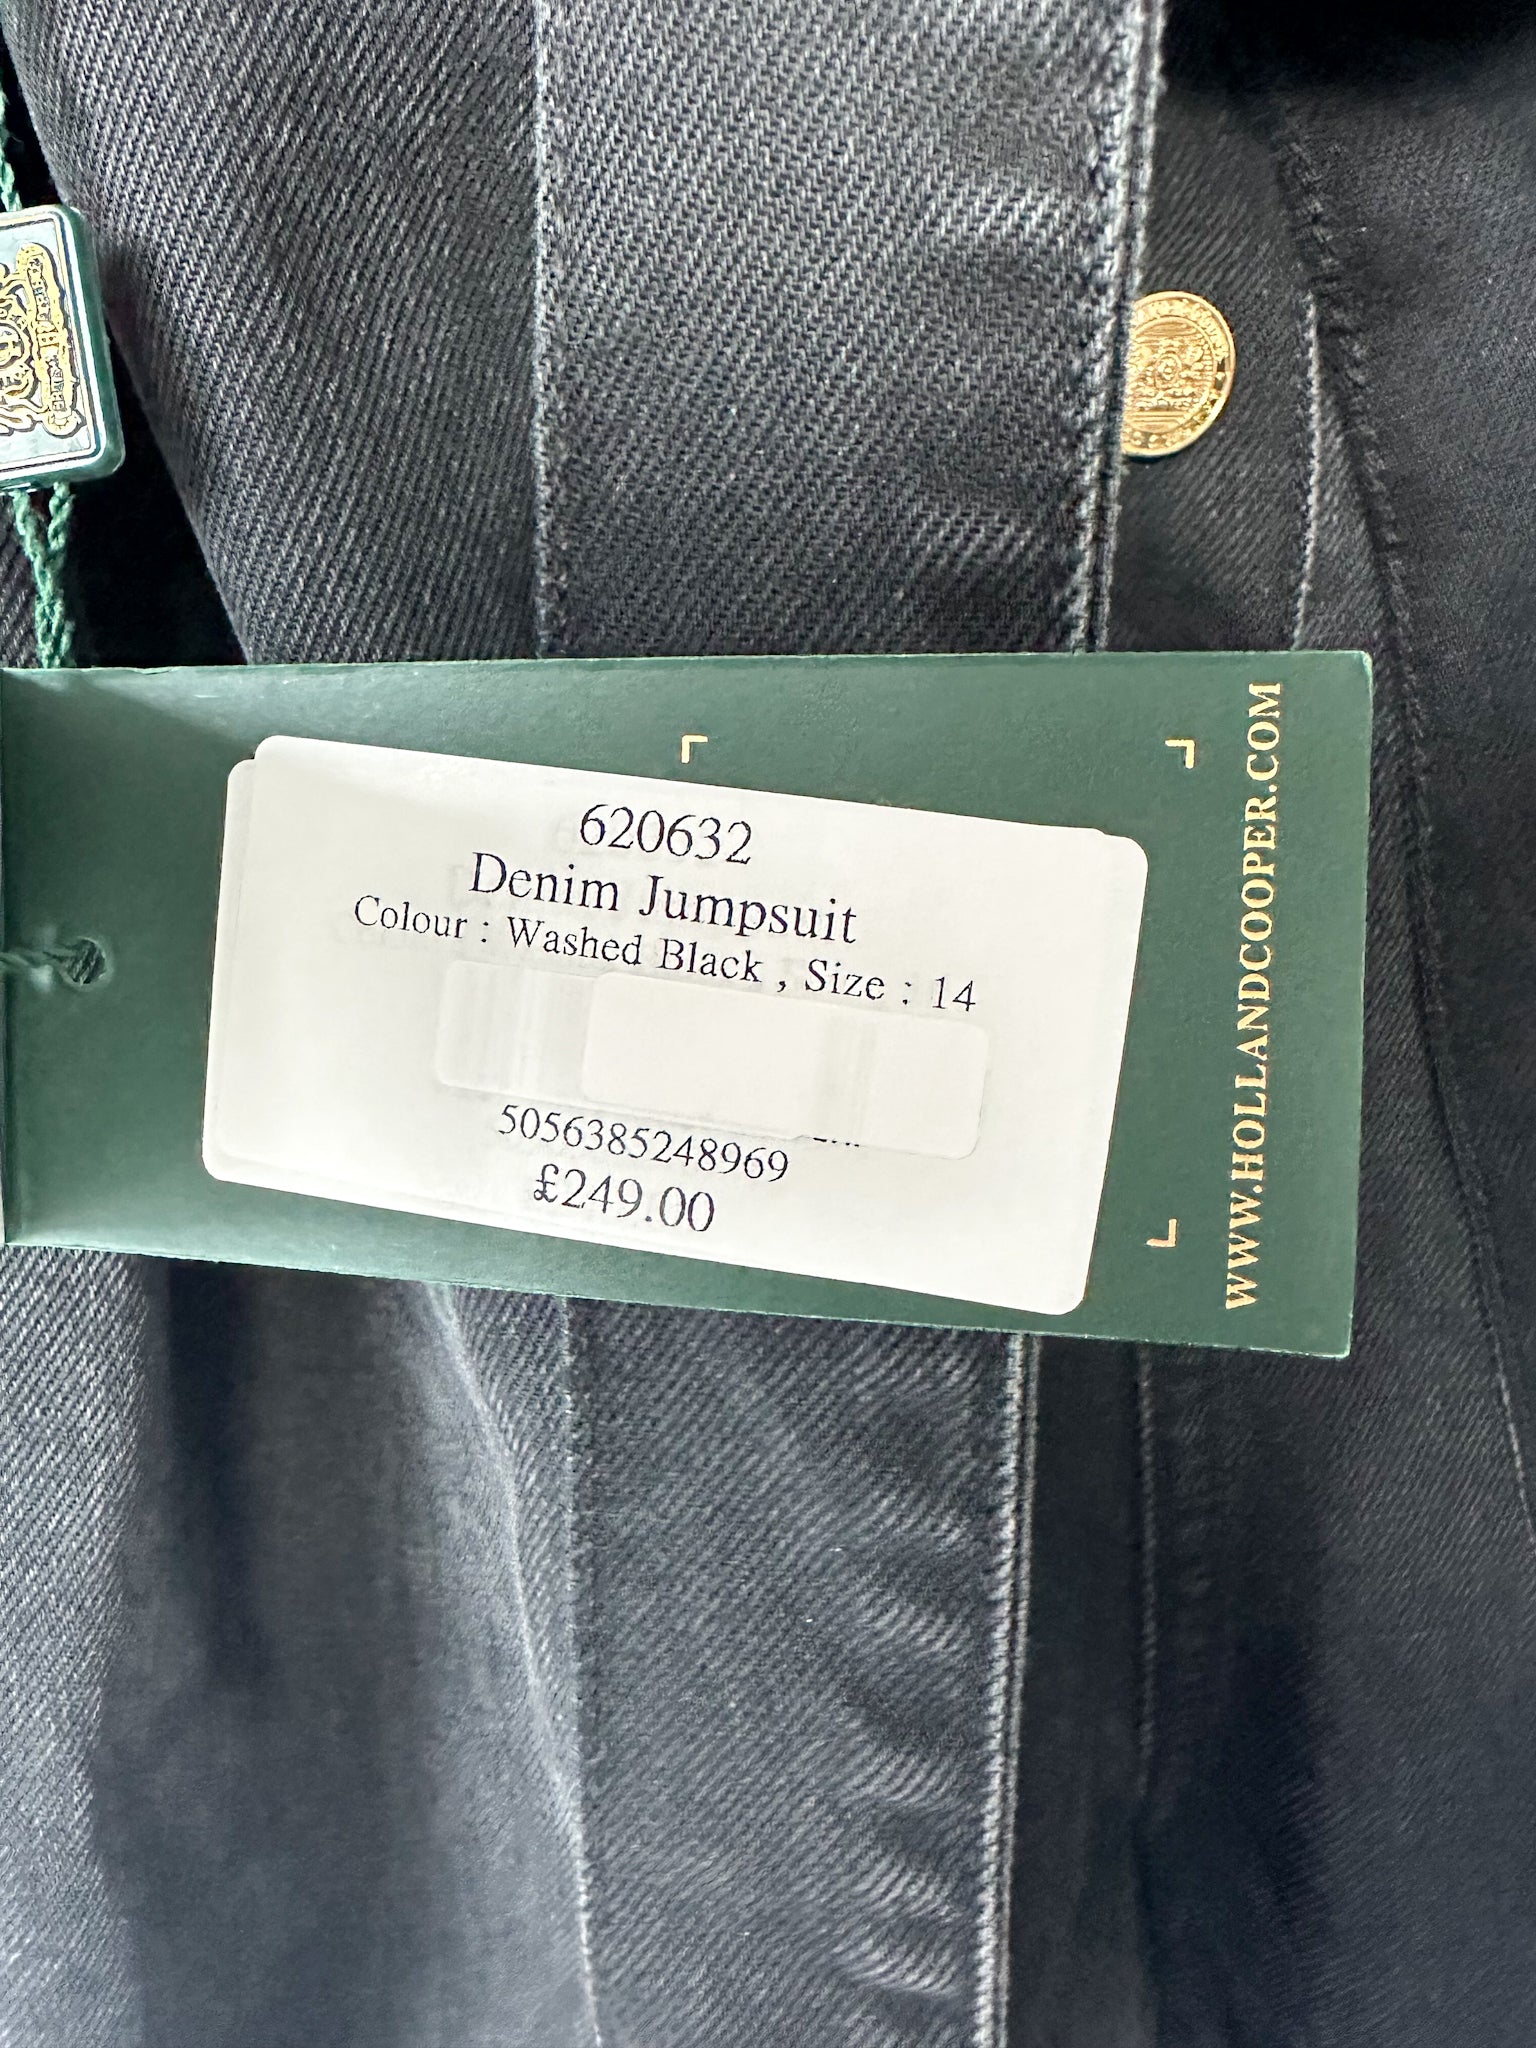 620632
Denim Jumpsuit
Colour : Washed Black , Size : 14
5056385248969
£249.00
WWW.HOLLANDCOOPER.COM